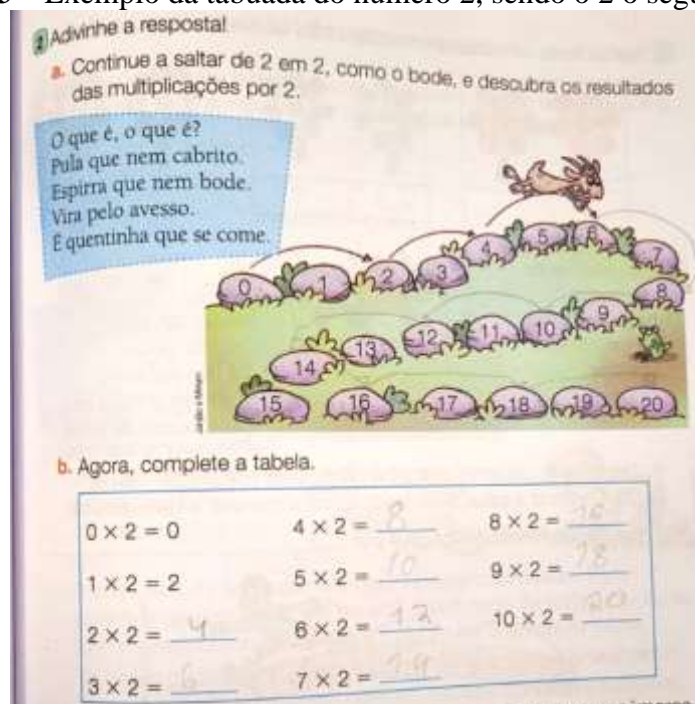 Exemplo da tabuada do número 2, sendo o 2 o segu
Advinhe a resposta!
a. Continue a saltar de 2 em 2, como o bode, e descubra os resultados
das multiplicações por 2.
O que é, o que é?
Pula que nem cabrito.
Espirra que nem bode.
Vira pelo avesso.
É quentinha que se come.
0 1 2 3 4 5 6 7
8 9 10 11 12 13 14
15 16 17 18 19 20
b. Agora, complete a tabela.
0 × 2 = 0
1 × 2 = 2
2 × 2 = 4
3 × 2 = 6
4 × 2 = 8
5 × 2 = 10
6 × 2 = 12
7 × 2 = 14
8 × 2 = 16
9 × 2 = 18
10 × 2 = 20